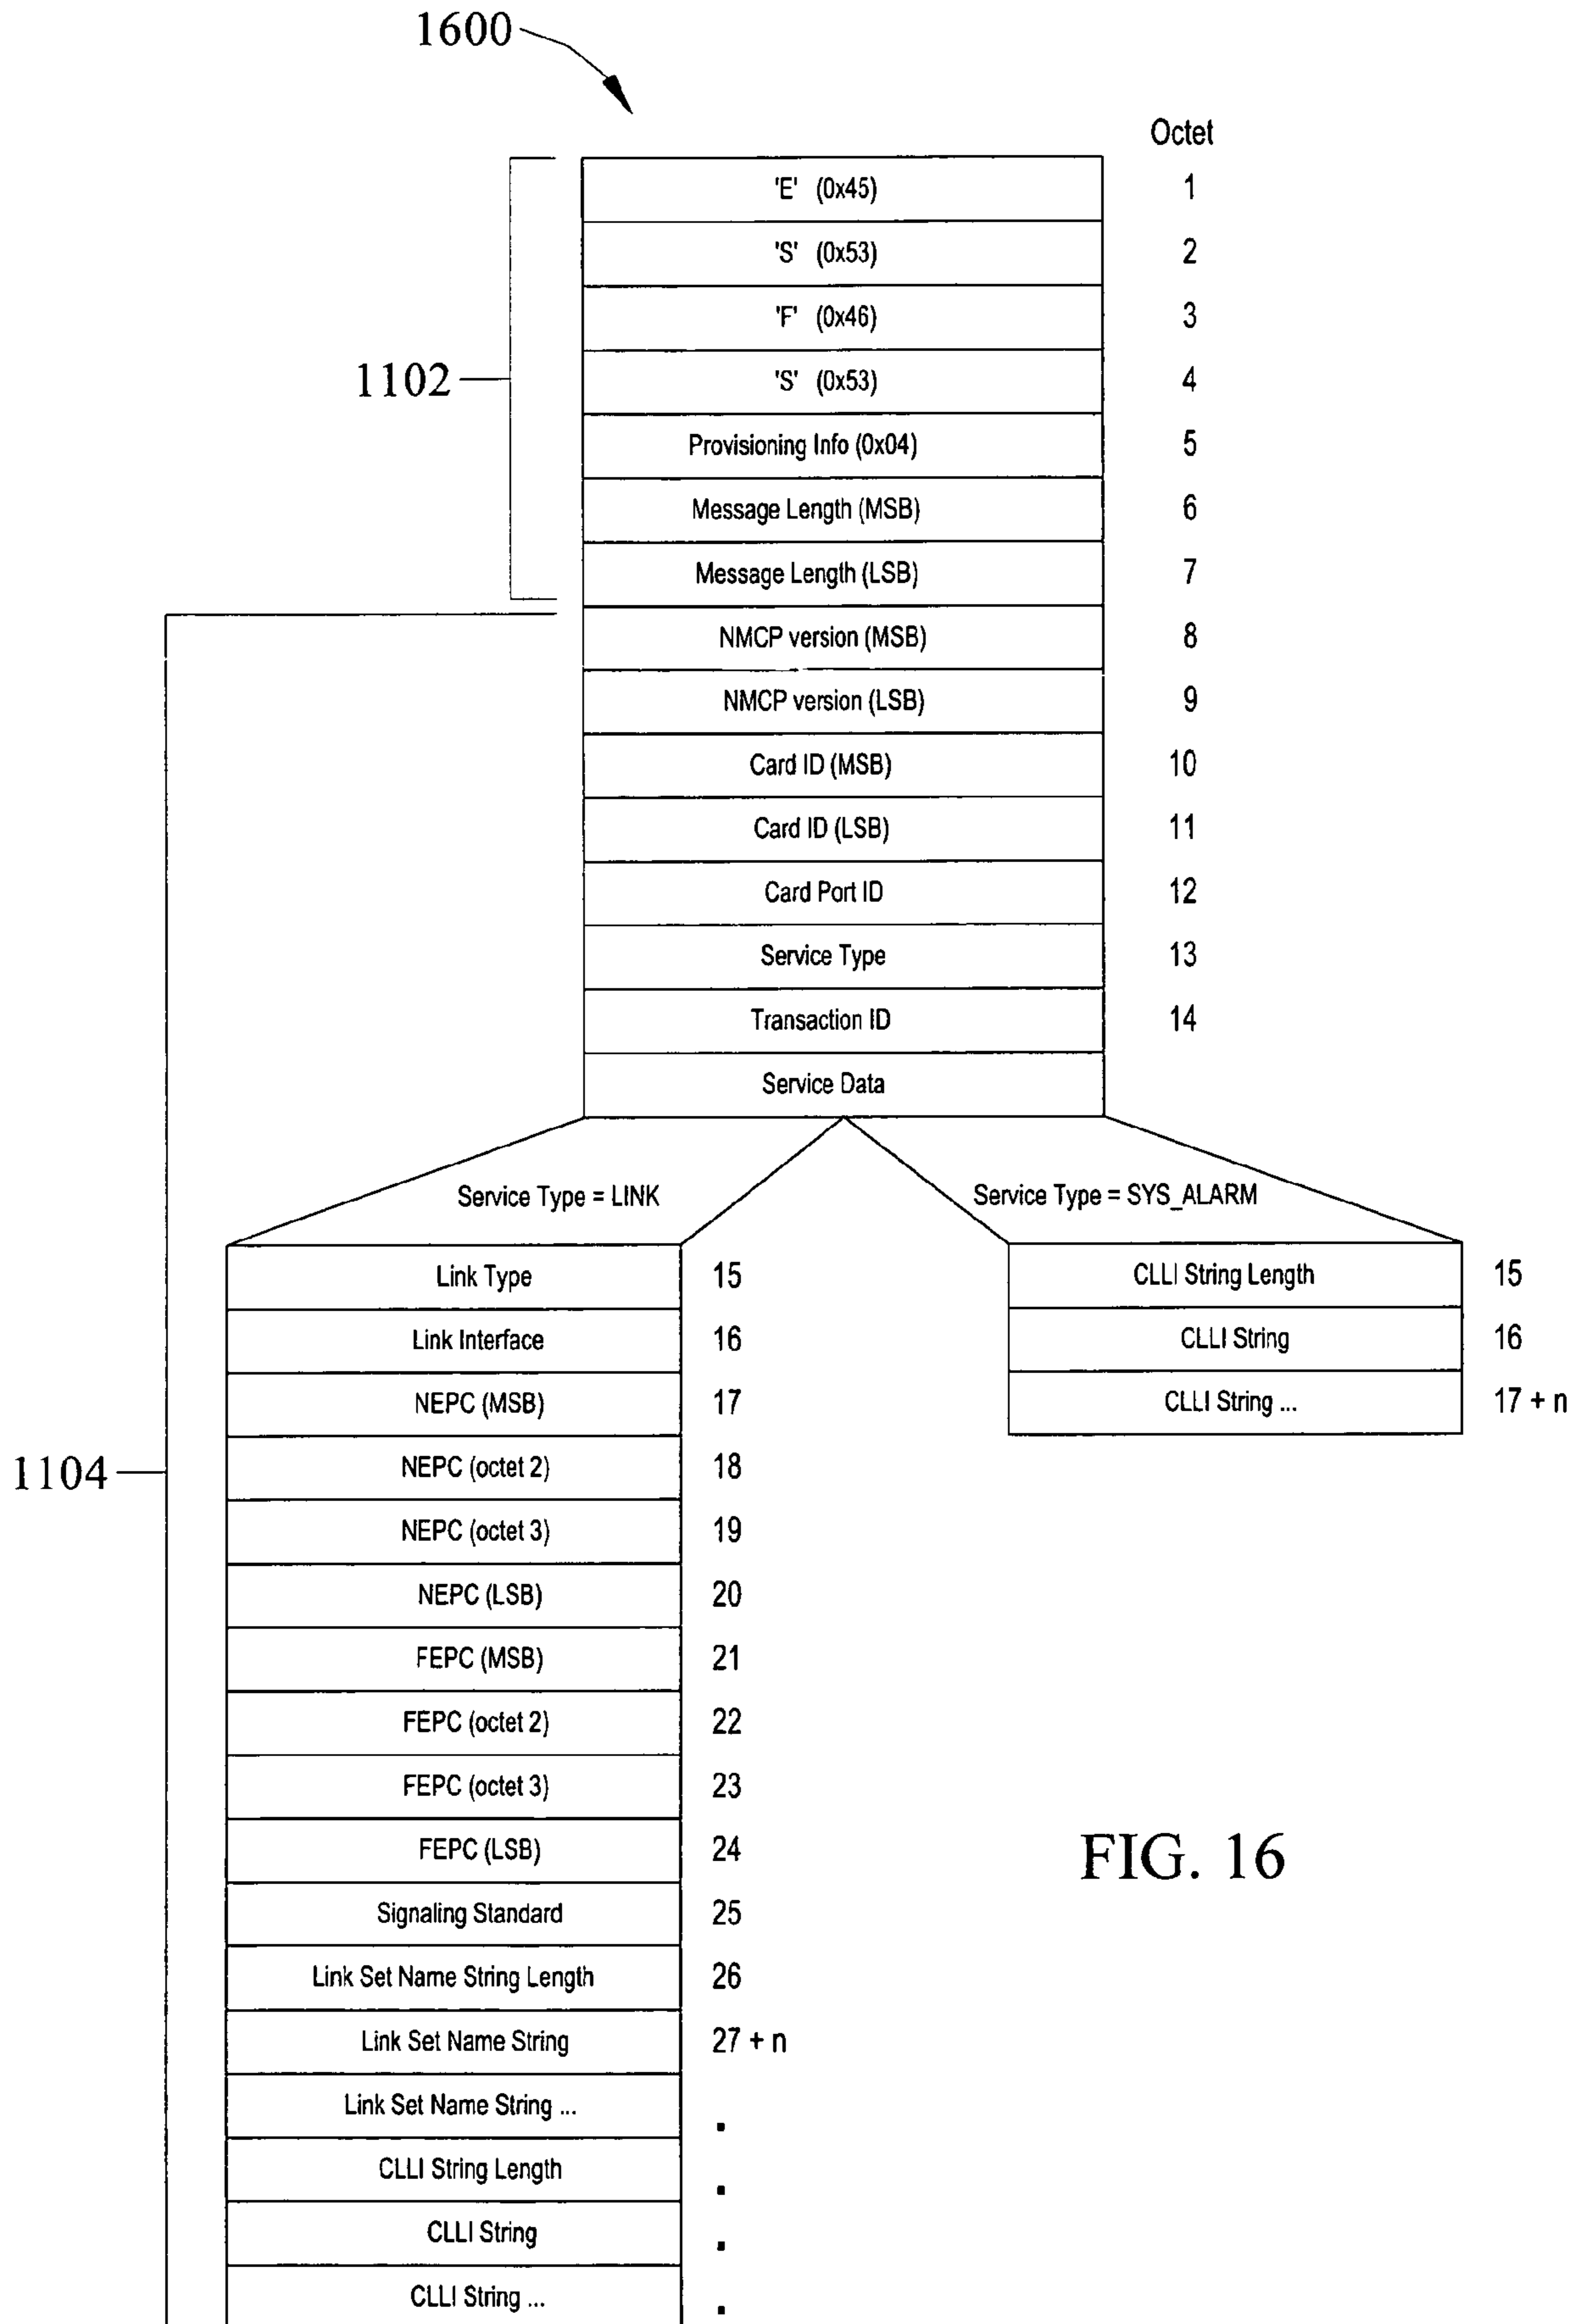 1600
Octet
'E' (0x45) 1
'S' (0x53) 2
'F' (0x46) 3
1102 'S' (0x53) 4
Provisioning Info (0x04) 5
Message Length (MSB) 6
Message Length (LSB) 7
NMCP version (MSB) 8
NMCP version (LSB) 9
Card ID (MSB) 10
Card ID (LSB) 11
Card Port ID 12
Service Type 13
Transaction ID 14
Service Data
Service Type = LINK
Link Type 15
Link Interface 16
NEPC (MSB) 17
1104 NEPC (octet 2) 18
NEPC (octet 3) 19
NEPC (LSB) 20
FEPC (MSB) 21
FEPC (octet 2) 22
FEPC (octet 3) 23
FEPC (LSB) 24
Signaling Standard 25
Link Set Name String Length 26
Link Set Name String 27 + n
Link Set Name String ... .
CLLI String Length .
CLLI String .
CLLI String ... .
Service Type = SYS_ALARM
CLLI String Length 15
CLLI String 16
CLLI String ... 17 + n
FIG. 16